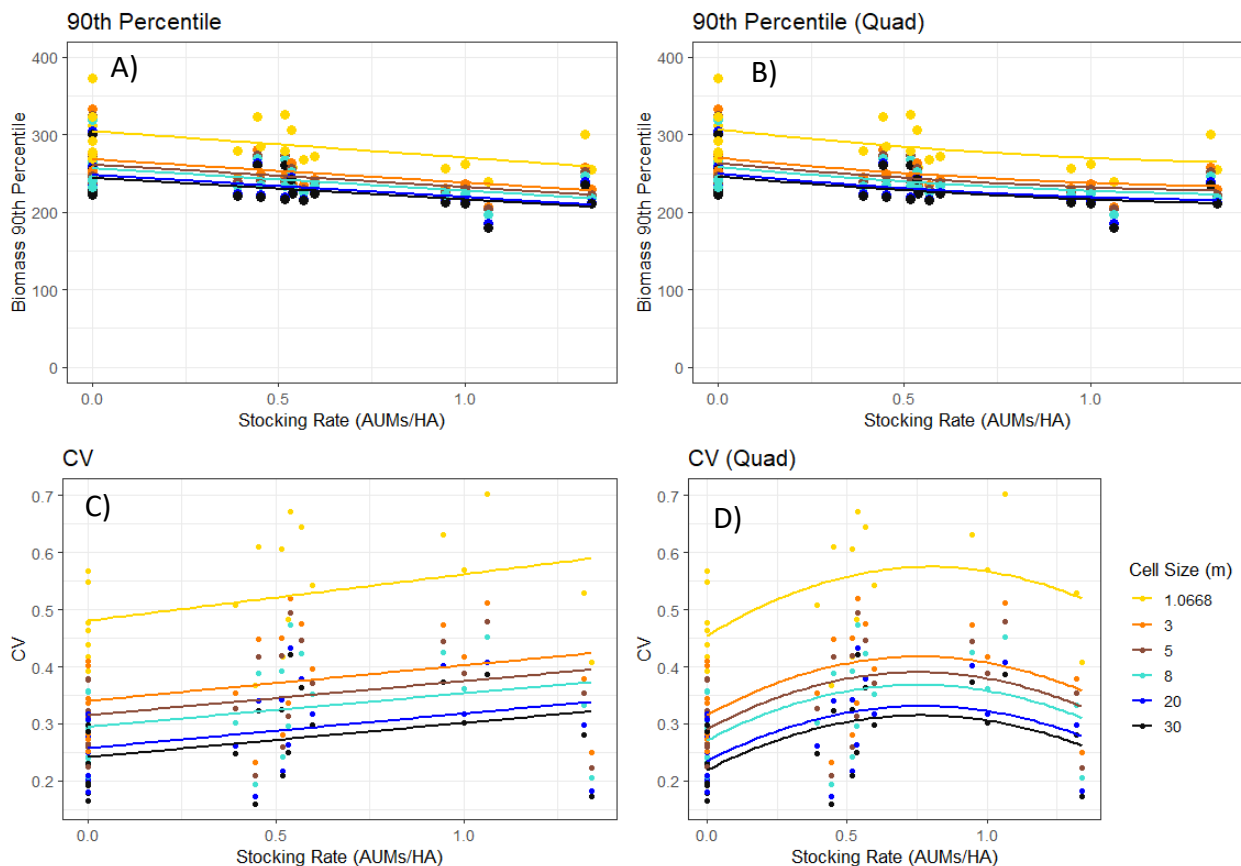 90th Percentile
A)
400
300
200
100
0
Biomass 90th Percentile
0.0
0.5
1.0
Stocking Rate (AUMs/HA)
90th Percentile (Quad)
B)
400
300
200
100
0
Biomass 90th Percentile
0.0
0.5
1.0
Stocking Rate (AUMs/HA)
CV
C)
0.7
0.6
0.5
0.4
0.3
0.2
CV
0.0
0.5
1.0
Stocking Rate (AUMs/HA)
CV (Quad)
D)
0.7
0.6
0.5
0.4
0.3
0.2
CV
0.0
0.5
1.0
Stocking Rate (AUMs/HA)
Cell Size (m)
1.0668
3
5
8
20
30